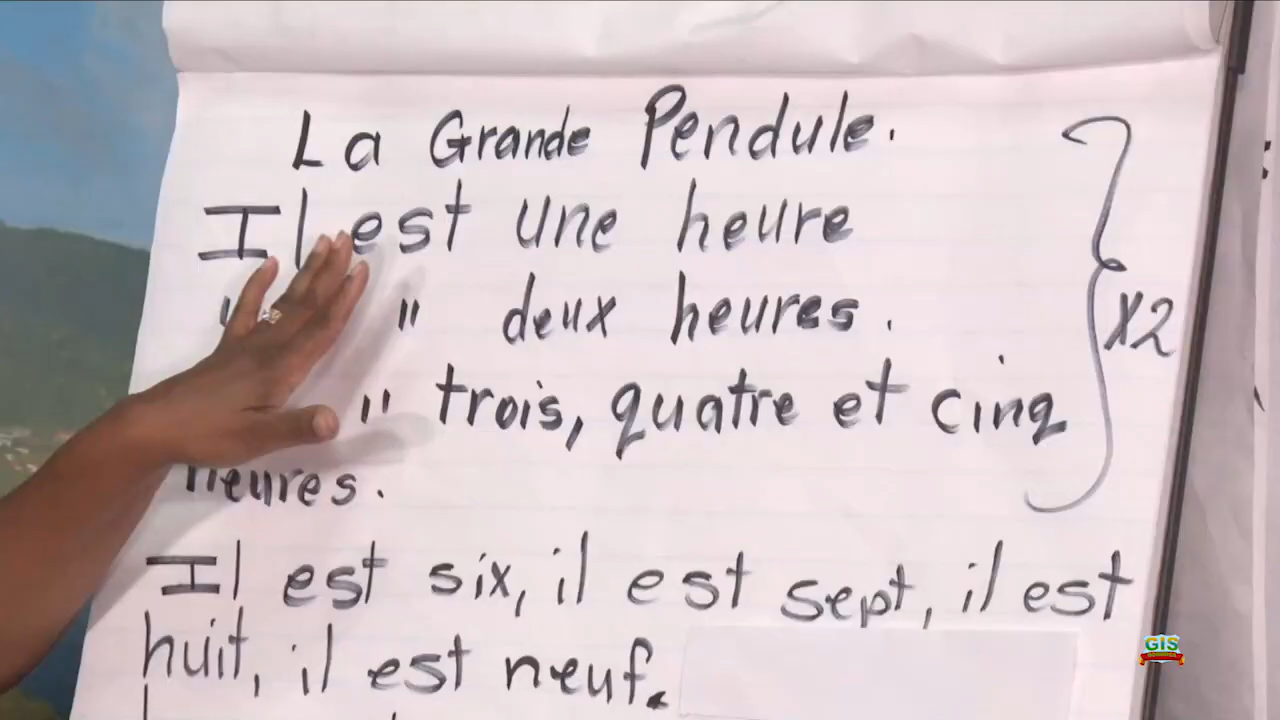 La Grande Pendule.
Il est une heure
" " deux heures.
" trois, quatre et cinq
heures.
X2
Il est six, il est sept, il est
huit, il est neuf.
GIS